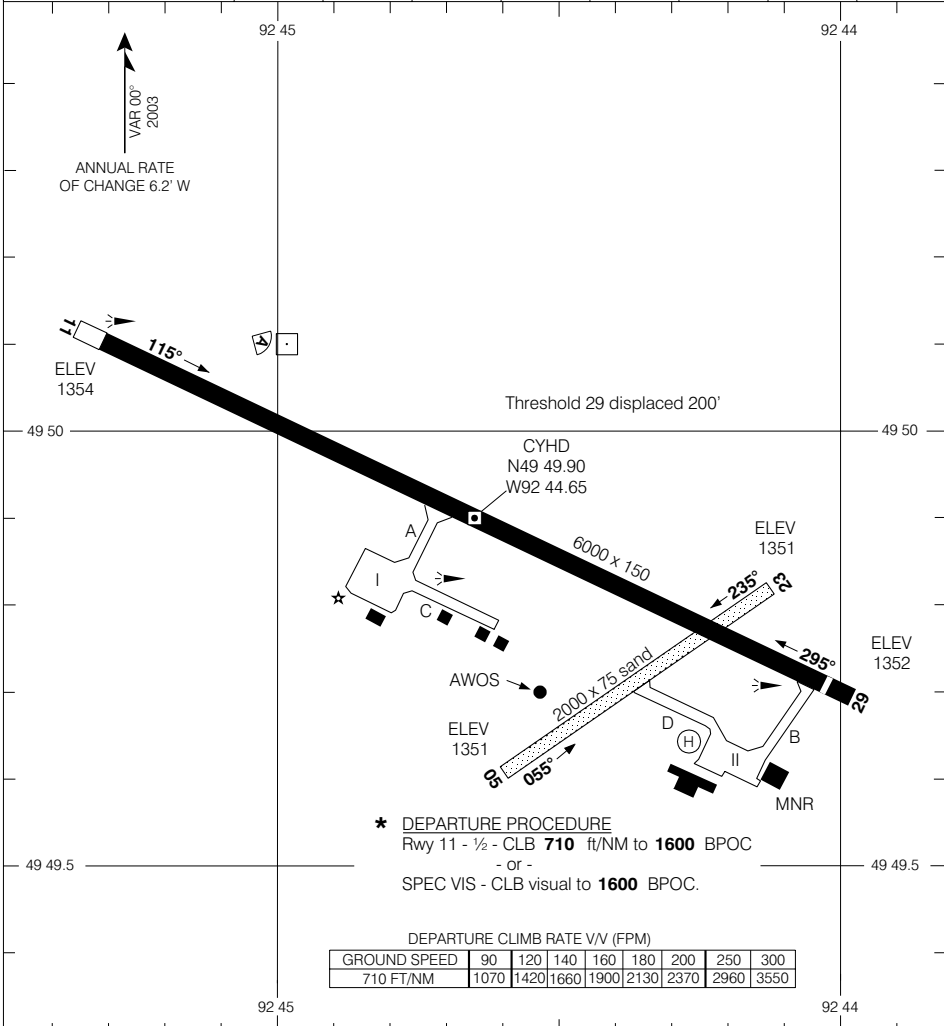 92 45
92 44
VAR 00°
2003
ANNUAL RATE
OF CHANGE 6.2' W
11
115°
A
ELEV
1354
Threshold 29 displaced 200'
49 50
49 50
CYHD
N49 49.90
W92 44.65
A
6000 x 150
ELEV
1351
I
C
235°
23
ELEV
1352
295°
29
AWOS
2000 x 75 sand
D
H
B
II
ELEV
1351
05
055°
MNR
* DEPARTURE PROCEDURE
Rwy 11 - ½ - CLB 710 ft/NM to 1600 BPOC
- or -
SPEC VIS - CLB visual to 1600 BPOC.
49 49.5
49 49.5
DEPARTURE CLIMB RATE V/V (FPM)
GROUND SPEED 90 120 140 160 180 200 250 300
710 FT/NM 1070 1420 1660 1900 2130 2370 2960 3550
92 45
92 44